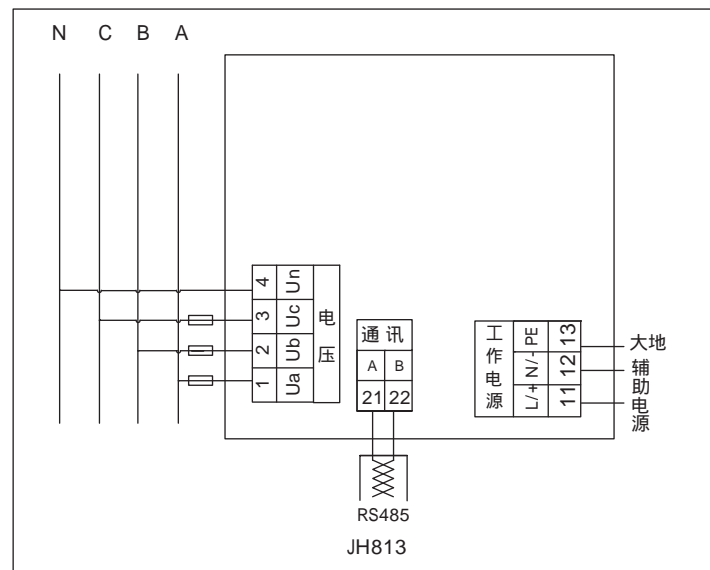 N C B A
4 Un
3 Uc
2 Ub
1 Ua
电压
通讯
A B
21 22
RS485
工作电源
PE 13
N/- 12
L/+ 11
大地
辅助电源
JH813